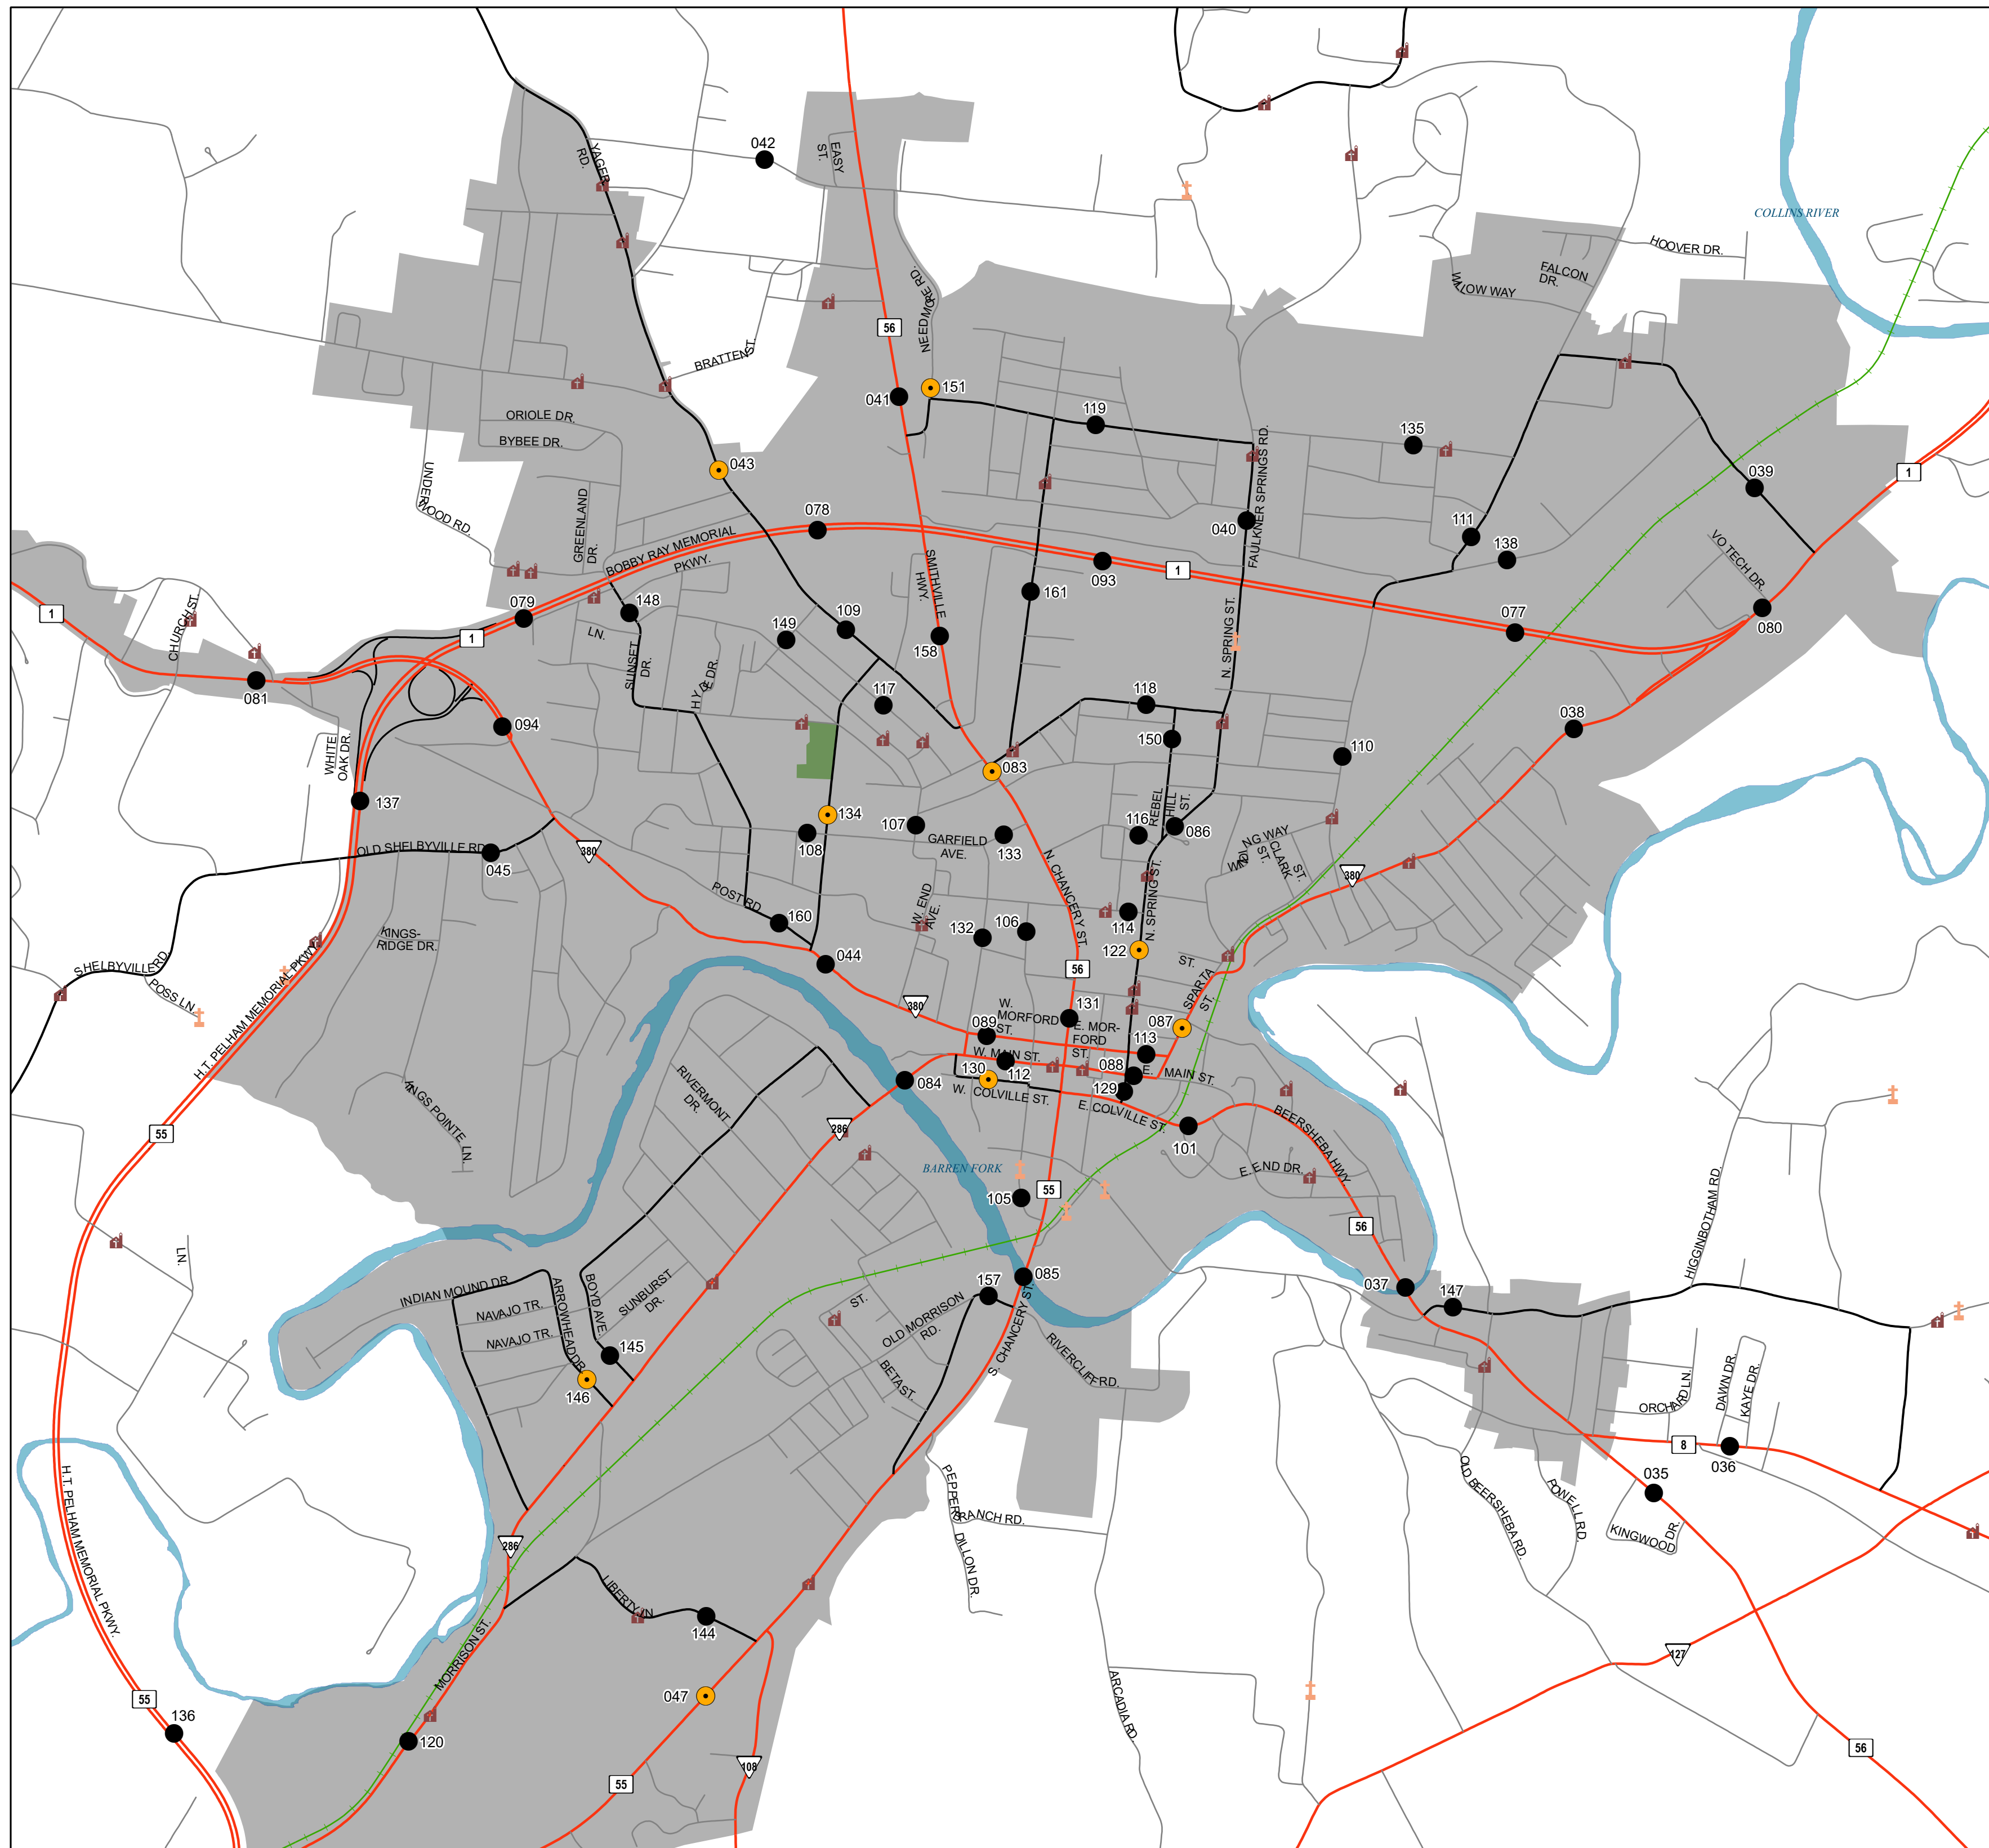 042
YAGER
RD.
EASY
ST.
COLLINS RIVER
HOOVER DR.
FALCON
DR.
56
NEEDMORE RD.
BRATTEN ST.
041
151
119
135
ORIOLE DR.
BYBEE DR.
043
039
1
UNDERWOOD RD.
GREENLAND
DR.
078
040
FAULKNER SPRINGS RD.
111
138
BOBBY RAY MEMORIAL
PKWY.
SMITHVILLE
HWY.
093
1
VO TECH DR.
1
CHURCH ST.
079
148
149
109
161
077
080
1
LN.
158
N. SPRING ST.
SUNSET
DR.
081
094
117
118
038
WHITE
OAK DR.
150
110
083
137
134
107
REBEL
HILL
ST.
116
086
108
GARFIELD
AVE.
133
OLD SHELBYVILLE RD.
045
380
N. CHANCERY ST.
CLARK
ST.
380
POST RD.
160
W. END
AVE.
132
106
114
N. SPRING ST.
KINGS-
RIDGE DR.
122
044
56
ST.
SHELBYVILLE RD.
POSS LN.
H.T. PELHAM MEMORIAL PKWY.
SPARTA
ST.
380
W.
MORFORD
ST.
131
089
E. MOR-
FORD
ST.
087
113
W. MAIN ST.
088
E. MAIN ST.
130
112
129
084
W. COLVILLE ST.
E. COLVILLE ST.
RIVERMONT
DR.
286
101
BEERSHEBA HWY.
55
BARREN FORK
E. END DR.
105
55
56
LN.
HIGGINBOTHAM RD.
INDIAN MOUND DR.
085
037
147
157
NAVAJO TR.
NAVAJO TR.
ARROWHEAD DR.
BOYD AVE.
SUNBURST
DR.
ST.
OLD MORRISON
RD.
S. CHANCERY ST.
RIVERCLIFF RD.
145
146
BETA ST.
ORCHARD LN.
DAWN DR.
KAYE DR.
8
036
035
H.T. PELHAM MEMORIAL PKWY.
OLD BEERSHEBA RD.
POWELL RD.
KINGWOOD DR.
286
DILLON DR.
LIBERTY LN.
144
127
MORRISON ST.
ARCADIA RD.
047
55
136
120
108
55
56